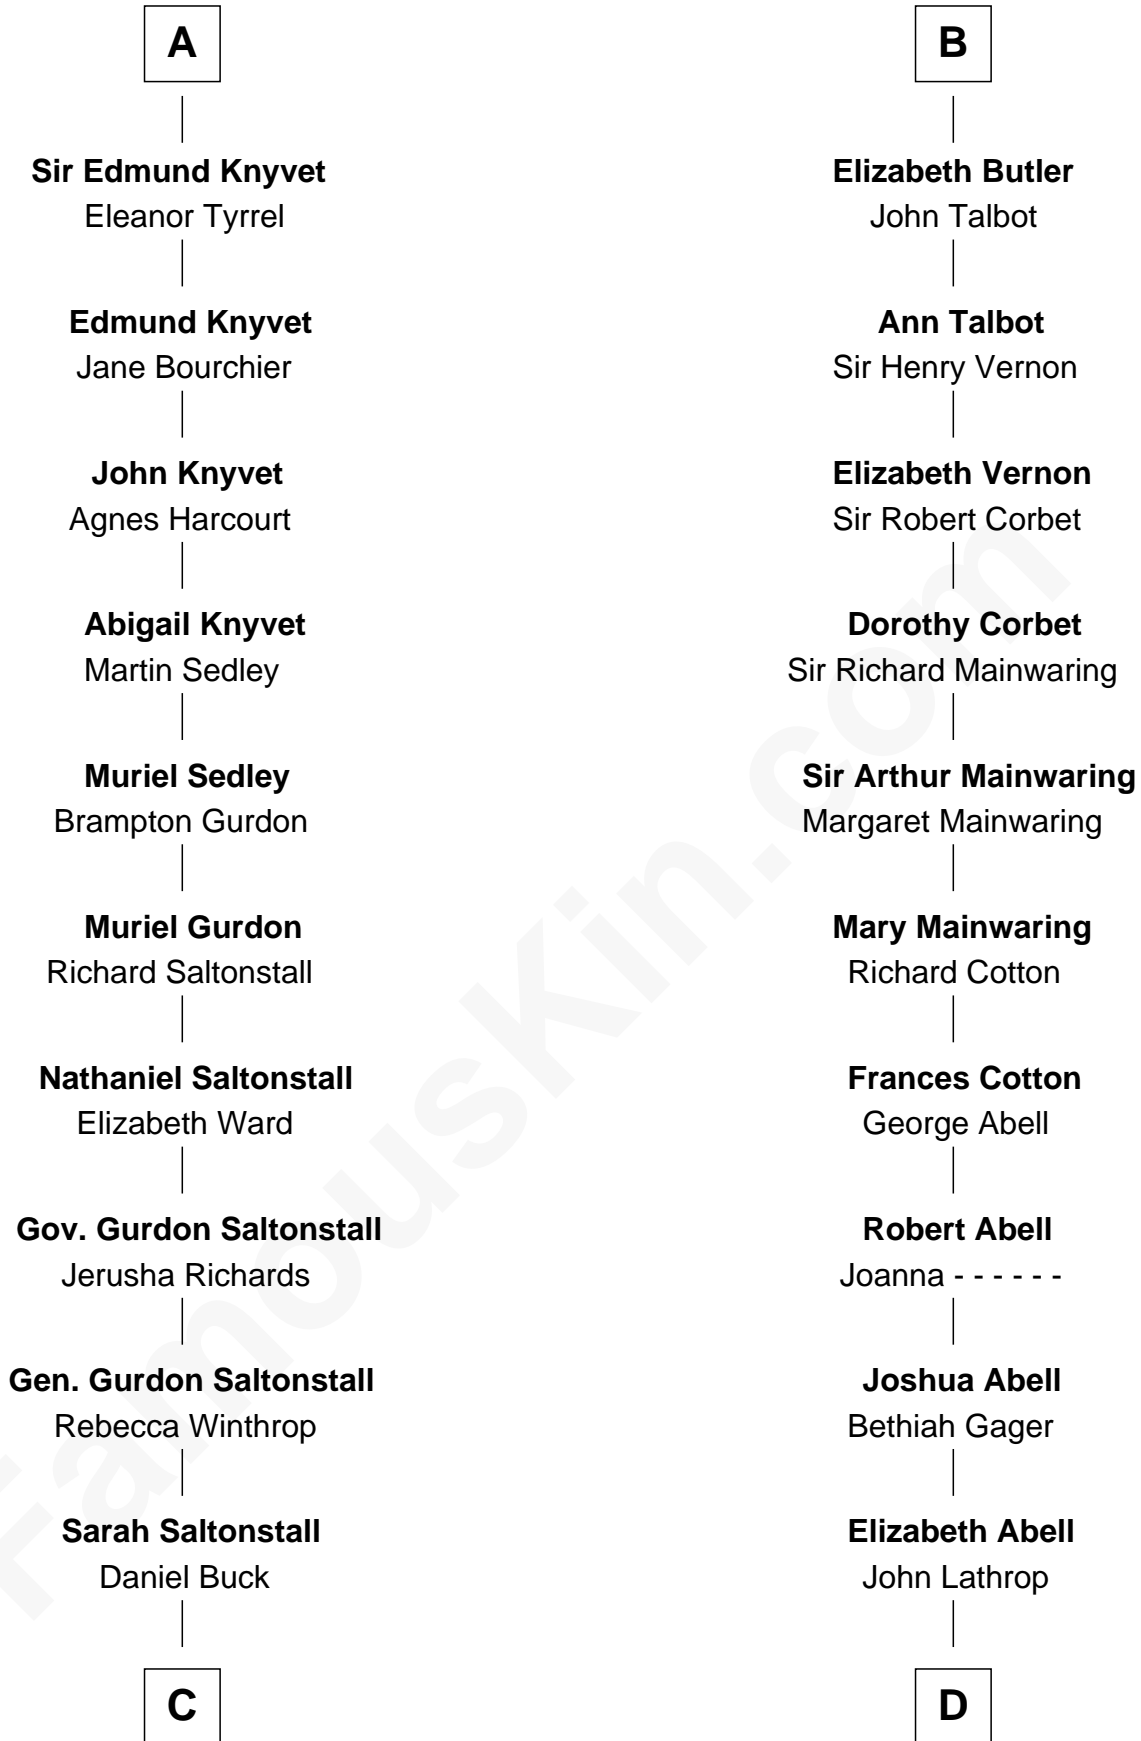 A
Sir Edmund Knyvet
Eleanor Tyrrel
Edmund Knyvet
Jane Bourchier
John Knyvet
Agnes Harcourt
Abigail Knyvet
Martin Sedley
Muriel Sedley
Brampton Gurdon
Muriel Gurdon
Richard Saltonstall
Nathaniel Saltonstall
Elizabeth Ward
Gov. Gurdon Saltonstall
Jerusha Richards
Gen. Gurdon Saltonstall
Rebecca Winthrop
Sarah Saltonstall
Daniel Buck
C
B
Elizabeth Butler
John Talbot
Ann Talbot
Sir Henry Vernon
Elizabeth Vernon
Sir Robert Corbet
Dorothy Corbet
Sir Richard Mainwaring
Sir Arthur Mainwaring
Margaret Mainwaring
Mary Mainwaring
Richard Cotton
Frances Cotton
George Abell
Robert Abell
Joanna - - - - - -
Joshua Abell
Bethiah Gager
Elizabeth Abell
John Lathrop
D
FamousKin.com